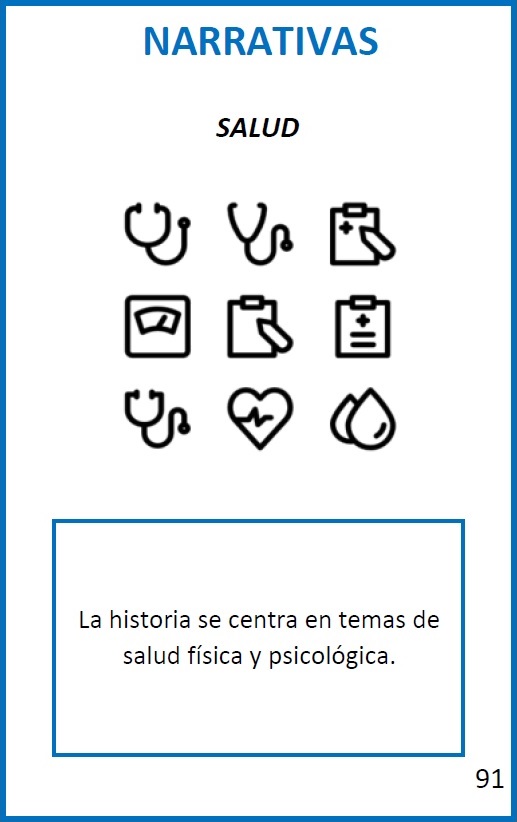 NARRATIVAS
SALUD
La historia se centra en temas de
salud física y psicológica.
91